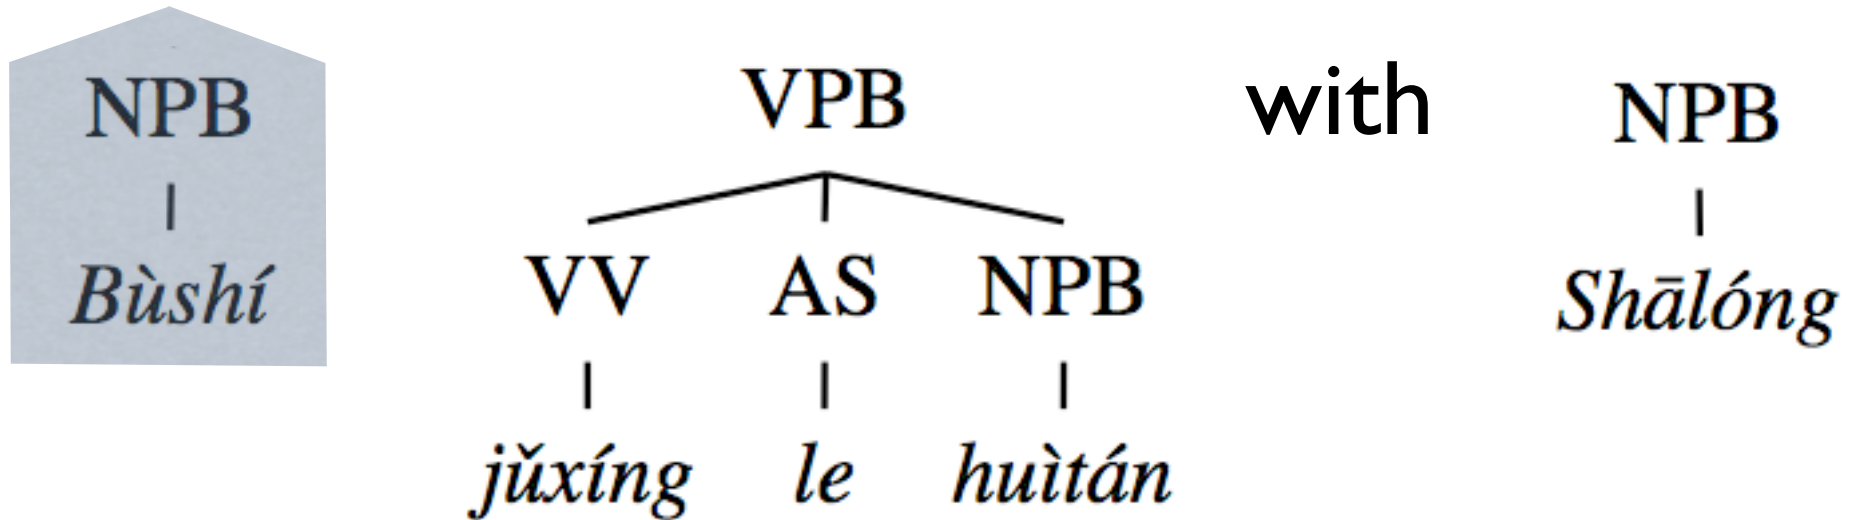 NPB
Bùshí
VPB
VV AS NPB
jǔxíng le huìtán
with
NPB
Shālóng